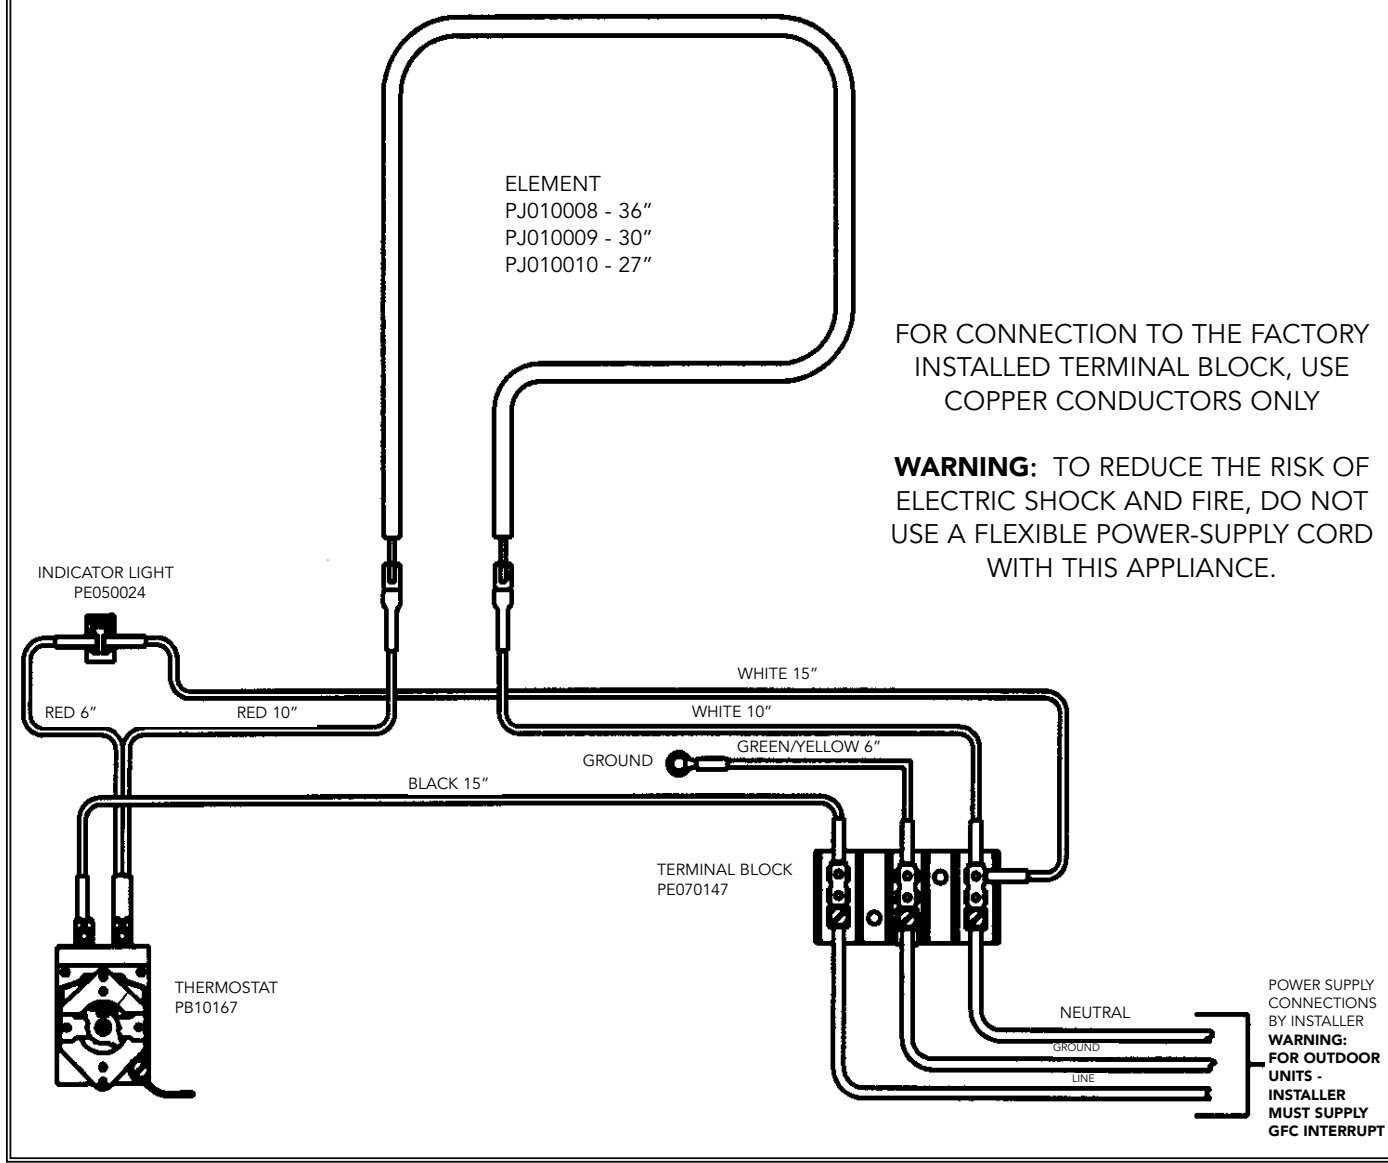 ELEMENT
PJ010008 - 36”
PJ010009 - 30”
PJ010010 - 27”
FOR CONNECTION TO THE FACTORY
INSTALLED TERMINAL BLOCK, USE
COPPER CONDUCTORS ONLY
WARNING: TO REDUCE THE RISK OF
ELECTRIC SHOCK AND FIRE, DO NOT
USE A FLEXIBLE POWER-SUPPLY CORD
WITH THIS APPLIANCE.
INDICATOR LIGHT
PE050024
WHITE 15”
RED 6”
RED 10”
WHITE 10”
GREEN/YELLOW 6”
GROUND
BLACK 15”
TERMINAL BLOCK
PE070147
THERMOSTAT
PB10167
NEUTRAL
GROUND
LINE
POWER SUPPLY
CONNECTIONS
BY INSTALLER
WARNING:
FOR OUTDOOR
UNITS -
INSTALLER
MUST SUPPLY
GFC INTERRUPT